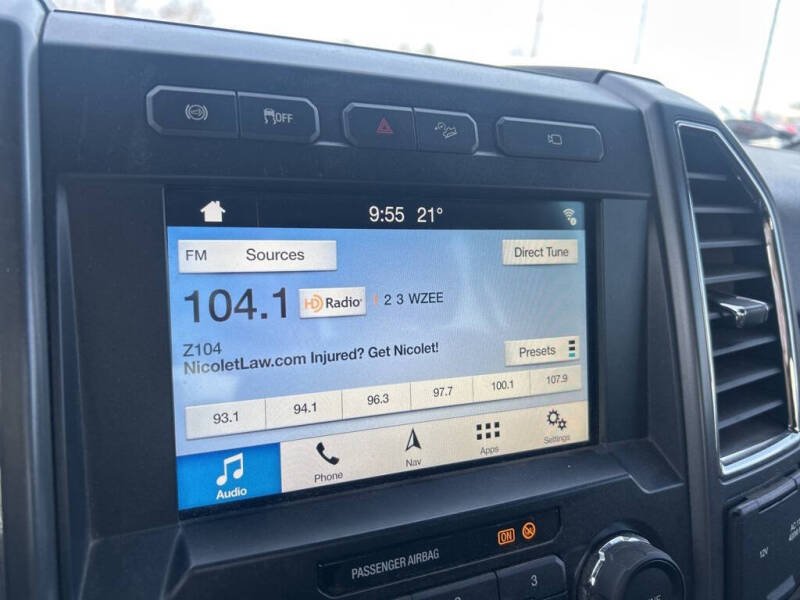 OFF
9:55 21°
FM Sources Direct Tune
104.1 HD Radio 1 2 3 WZEE
Z104
NicoletLaw.com Injured? Get Nicolet!
Presets
93.1 94.1 96.3 97.7 100.1 107.9
Audio Phone Nav Apps Settings
PASSENGER AIRBAG ON
3
12V